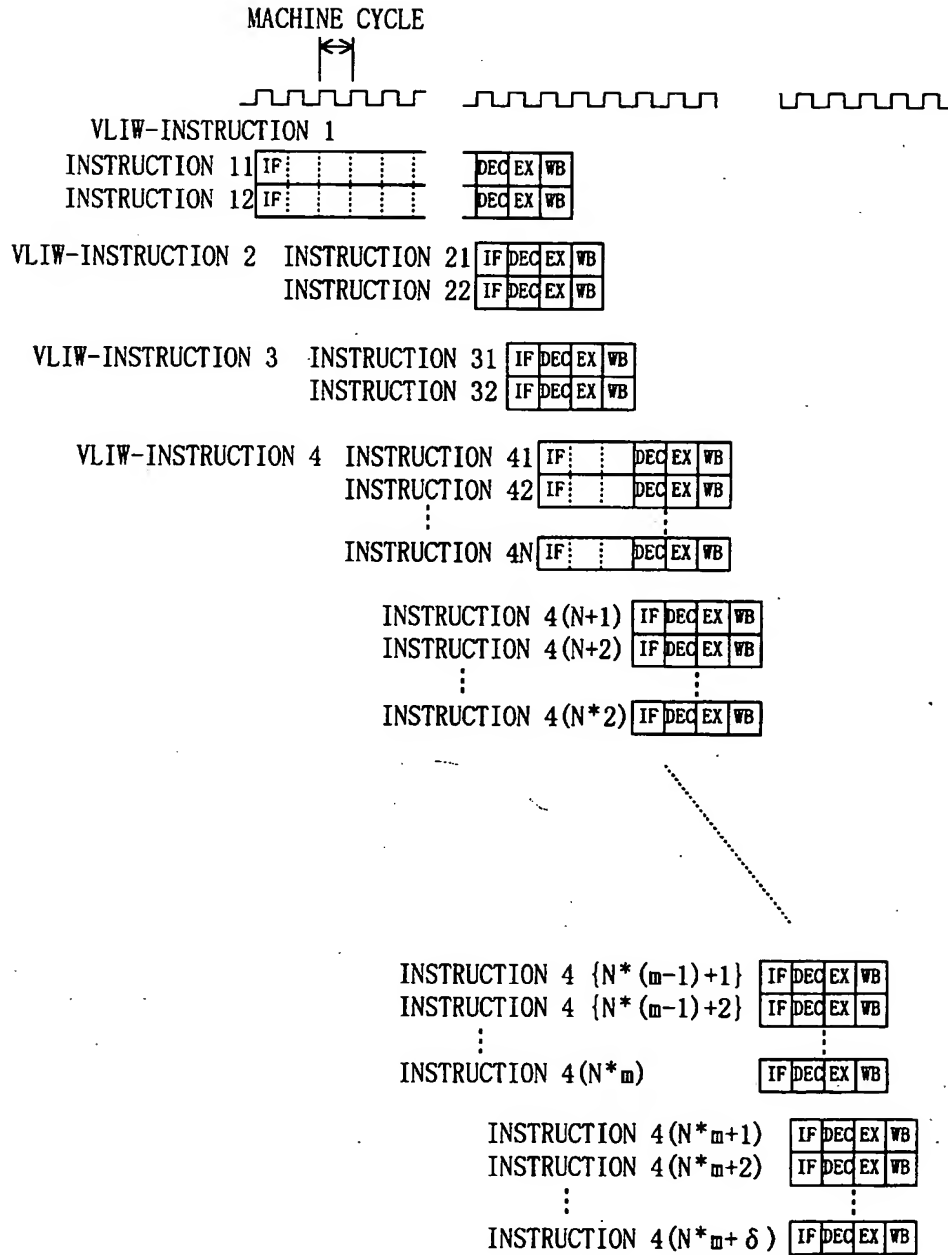 MACHINE CYCLE
VLIW-INSTRUCTION 1
INSTRUCTION 11 IF DEC EX WB
INSTRUCTION 12 IF DEC EX WB
VLIW-INSTRUCTION 2 INSTRUCTION 21 IF DEC EX WB
INSTRUCTION 22 IF DEC EX WB
VLIW-INSTRUCTION 3 INSTRUCTION 31 IF DEC EX WB
INSTRUCTION 32 IF DEC EX WB
VLIW-INSTRUCTION 4 INSTRUCTION 41 IF DEC EX WB
INSTRUCTION 42 IF DEC EX WB
INSTRUCTION 4N IF DEC EX WB
INSTRUCTION 4(N+1) IF DEC EX WB
INSTRUCTION 4(N+2) IF DEC EX WB
INSTRUCTION 4(N*2) IF DEC EX WB
INSTRUCTION 4 {N*(m-1)+1} IF DEC EX WB
INSTRUCTION 4 {N*(m-1)+2} IF DEC EX WB
INSTRUCTION 4(N*m) IF DEC EX WB
INSTRUCTION 4(N*m+1) IF DEC EX WB
INSTRUCTION 4(N*m+2) IF DEC EX WB
INSTRUCTION 4(N*m+δ) IF DEC EX WB